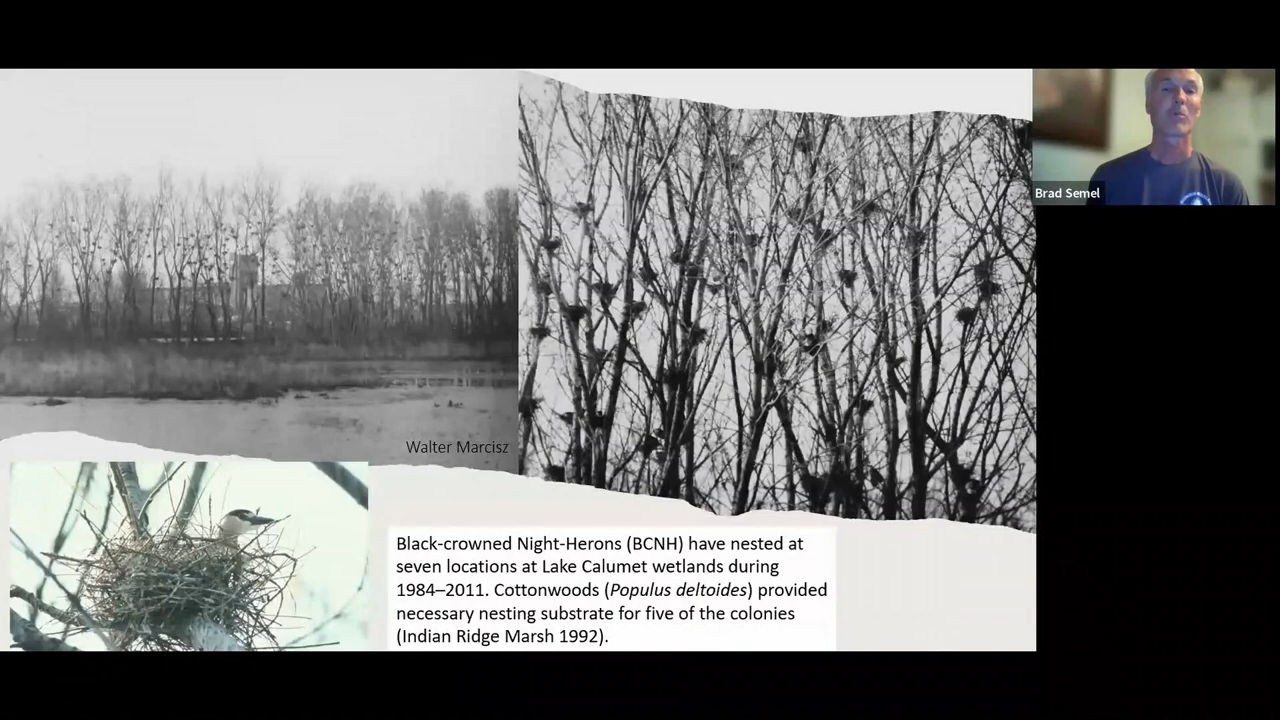 Brad Semel
Walter Marcisz
Black-crowned Night-Herons (BCNH) have nested at
seven locations at Lake Calumet wetlands during
1984–2011. Cottonwoods (Populus deltoides) provided
necessary nesting substrate for five of the colonies
(Indian Ridge Marsh 1992).